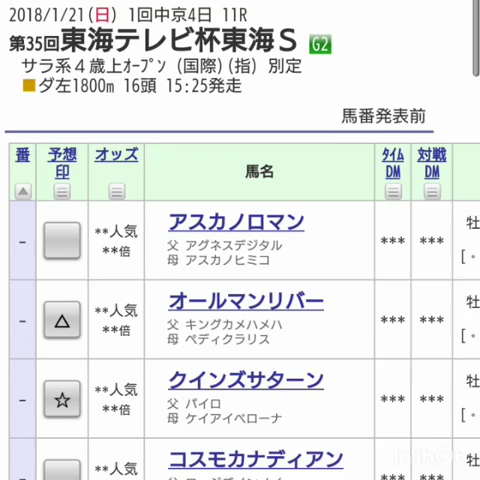 2018/1/21(日) 1回中京4日 11R
第35回東海テレビ杯東海S G2
サラ系4歳上オープン (国際)(指) 別定
ダ左1800m 16頭 15:25発走
馬番発表前
番 予想印 オッズ 馬名 タイムDM 対戦DM
- **人気 **倍 アスカノロマン *** *** 牡
父 アグネスデジタル
母 アスカノヒミコ
- △ **人気 **倍 オールマンリバー *** *** 牡
父 キングカメハメハ
母 ペディクラリス
- ☆ **人気 **倍 クインズサターン *** *** 牡
父 パイロ
母 ケイアイベローナ
**人気 コスモカナディアン 牡